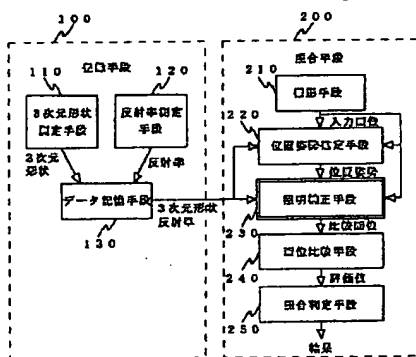 100
200
登録手段
照合手段
110
120
210
3次元形状
測定手段
反射率測定
手段
撮影手段
220
入力画像
3次元
形状
反射率
位置姿勢推定手段
位置姿勢
データ記憶手段
3次元形状
反射率
照明補正手段
130
230
比較画像
画像比較手段
240
評価値
照合判定手段
250
結果